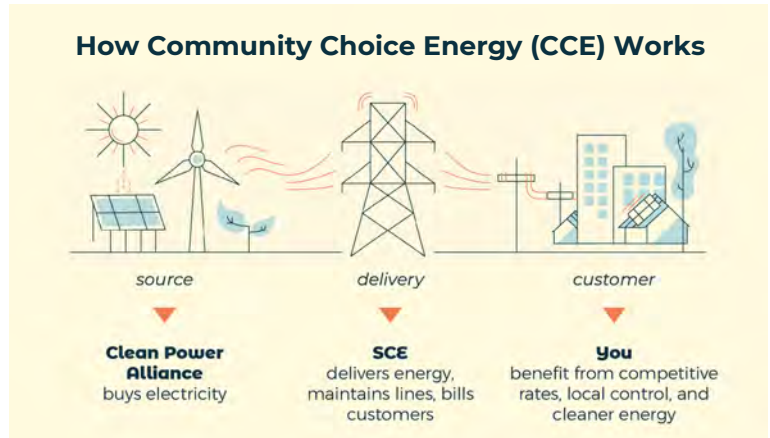 How Community Choice Energy (CCE) Works
source
delivery
customer
Clean Power
Alliance
buys electricity
SCE
delivers energy,
maintains lines, bills
customers
You
benefit from competitive
rates, local control, and
cleaner energy